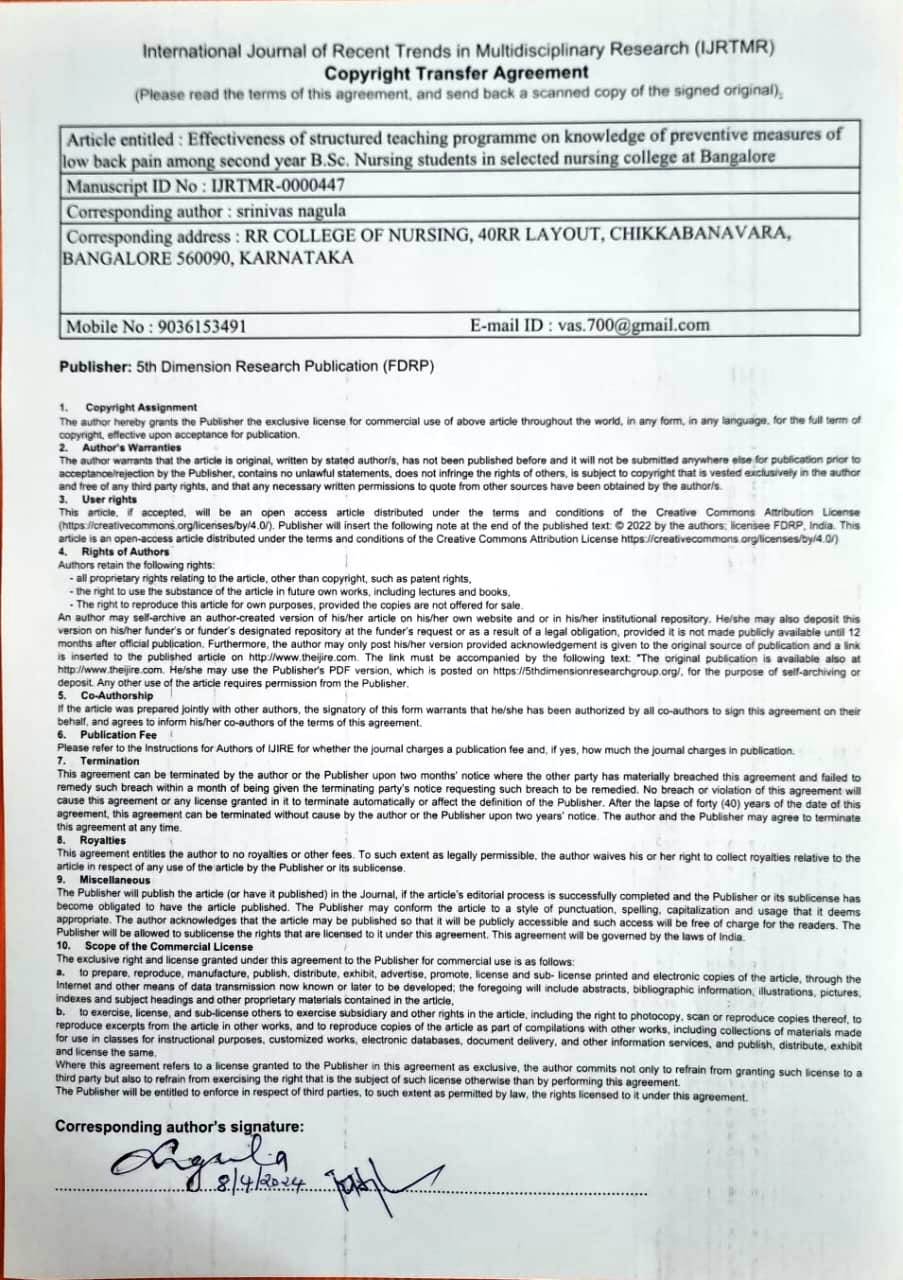 International Journal of Recent Trends in Multidisciplinary Research (IJRTMR)
Copyright Transfer Agreement
(Please read the terms of this agreement, and send back a scanned copy of the signed original).
Article entitled : Effectiveness of structured teaching programme on knowledge of preventive measures of
low back pain among second year B.Sc. Nursing students in selected nursing college at Bangalore
Manuscript ID No : IJRTMR-0000447
Corresponding author : srinivas nagula
Corresponding address : RR COLLEGE OF NURSING, 40RR LAYOUT, CHIKKABANAVARA,
BANGALORE 560090, KARNATAKA
Mobile No : 9036153491 E-mail ID : vas.700@gmail.com
Publisher: 5th Dimension Research Publication (FDRP)
1. Copyright Assignment
The author hereby grants the Publisher the exclusive license for commercial use of above article throughout the world, in any form, in any language, for the full term of
copyright, effective upon acceptance for publication.
2. Author's Warranties
The author warrants that the article is original, written by stated author/s, has not been published before and it will not be submitted anywhere else for publication prior to
acceptance/rejection by the Publisher, contains no unlawful statements, does not infringe the rights of others, is subject to copyright that is vested exclusively in the author
and free of any third party rights, and that any necessary written permissions to quote from other sources have been obtained by the author/s.
3. User rights
This article, if accepted, will be an open access article distributed under the terms and conditions of the Creative Commons Attribution License
(https://creativecommons.org/licenses/by/4.0/). Publisher will insert the following note at the end of the published text: © 2022 by the authors; licensee FDRP, India. This
article is an open-access article distributed under the terms and conditions of the Creative Commons Attribution License https://creativecommons.org/licenses/by/4.0/)
4. Rights of Authors
Authors retain the following rights:
- all proprietary rights relating to the article, other than copyright, such as patent rights,
- the right to use the substance of the article in future own works, including lectures and books,
- The right to reproduce this article for own purposes, provided the copies are not offered for sale.
An author may self-archive an author-created version of his/her article on his/her own website and or in his/her institutional repository. He/she may also deposit this
version on his/her funder's or funder's designated repository at the funder's request or as a result of a legal obligation, provided it is not made publicly available until 12
months after official publication. Furthermore, the author may only post his/her version provided acknowledgement is given to the original source of publication and a link
is inserted to the published article on http://www.theijire.com. The link must be accompanied by the following text: "The original publication is available also at
http://www.theijire.com. He/she may use the Publisher's PDF version, which is posted on https://5thdimensionresearchgroup.org/, for the purpose of self-archiving or
deposit. Any other use of the article requires permission from the Publisher.
5. Co-Authorship
If the article was prepared jointly with other authors, the signatory of this form warrants that he/she has been authorized by all co-authors to sign this agreement on their
behalf, and agrees to inform his/her co-authors of the terms of this agreement.
6. Publication Fee
Please refer to the Instructions for Authors of IJIRE for whether the journal charges a publication fee and, if yes, how much the journal charges in publication.
7. Termination
This agreement can be terminated by the author or the Publisher upon two months' notice where the other party has materially breached this agreement and failed to
remedy such breach within a month of being given the terminating party's notice requesting such breach to be remedied. No breach or violation of this agreement will
cause this agreement or any license granted in it to terminate automatically or affect the definition of the Publisher. After the lapse of forty (40) years of the date of this
agreement, this agreement can be terminated without cause by the author or the Publisher upon two years' notice. The author and the Publisher may agree to terminate
this agreement at any time.
8. Royalties
This agreement entitles the author to no royalties or other fees. To such extent as legally permissible, the author waives his or her right to collect royalties relative to the
article in respect of any use of the article by the Publisher or its sublicense.
9. Miscellaneous
The Publisher will publish the article (or have it published) in the Journal, if the article's editorial process is successfully completed and the Publisher or its sublicense has
become obligated to have the article published. The Publisher may conform the article to a style of punctuation, spelling, capitalization and usage that it deems
appropriate. The author acknowledges that the article may be published so that it will be publicly accessible and such access will be free of charge for the readers. The
Publisher will be allowed to sublicense the rights that are licensed to it under this agreement. This agreement will be governed by the laws of India.
10. Scope of the Commercial License
The exclusive right and license granted under this agreement to the Publisher for commercial use is as follows:
a. to prepare, reproduce, manufacture, publish, distribute, exhibit, advertise, promote, license and sub- license printed and electronic copies of the article, through the
Internet and other means of data transmission now known or later to be developed; the foregoing will include abstracts, bibliographic information, illustrations, pictures,
indexes and subject headings and other proprietary materials contained in the article,
b. to exercise, license, and sub-license others to exercise subsidiary and other rights in the article, including the right to photocopy, scan or reproduce copies thereof, to
reproduce excerpts from the article in other works, and to reproduce copies of the article as part of compilations with other works, including collections of materials made
for use in classes for instructional purposes, customized works, electronic databases, document delivery, and other information services, and publish, distribute, exhibit
and license the same.
Where this agreement refers to a license granted to the Publisher in this agreement as exclusive, the author commits not only to refrain from granting such license to a
third party but also to refrain from exercising the right that is the subject of such license otherwise than by performing this agreement.
The Publisher will be entitled to enforce in respect of third parties, to such extent as permitted by law, the rights licensed to it under this agreement.
Corresponding author's signature:
8/4/2024